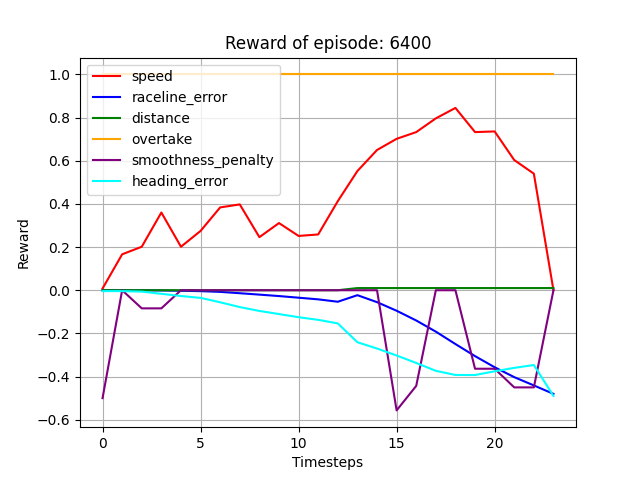 Reward of episode: 6400
1.0
0.8
0.6
0.4
0.2
0.0
−0.2
−0.4
−0.6
Reward
speed
raceline_error
distance
overtake
smoothness_penalty
heading_error
0 5 10 15 20
Timesteps